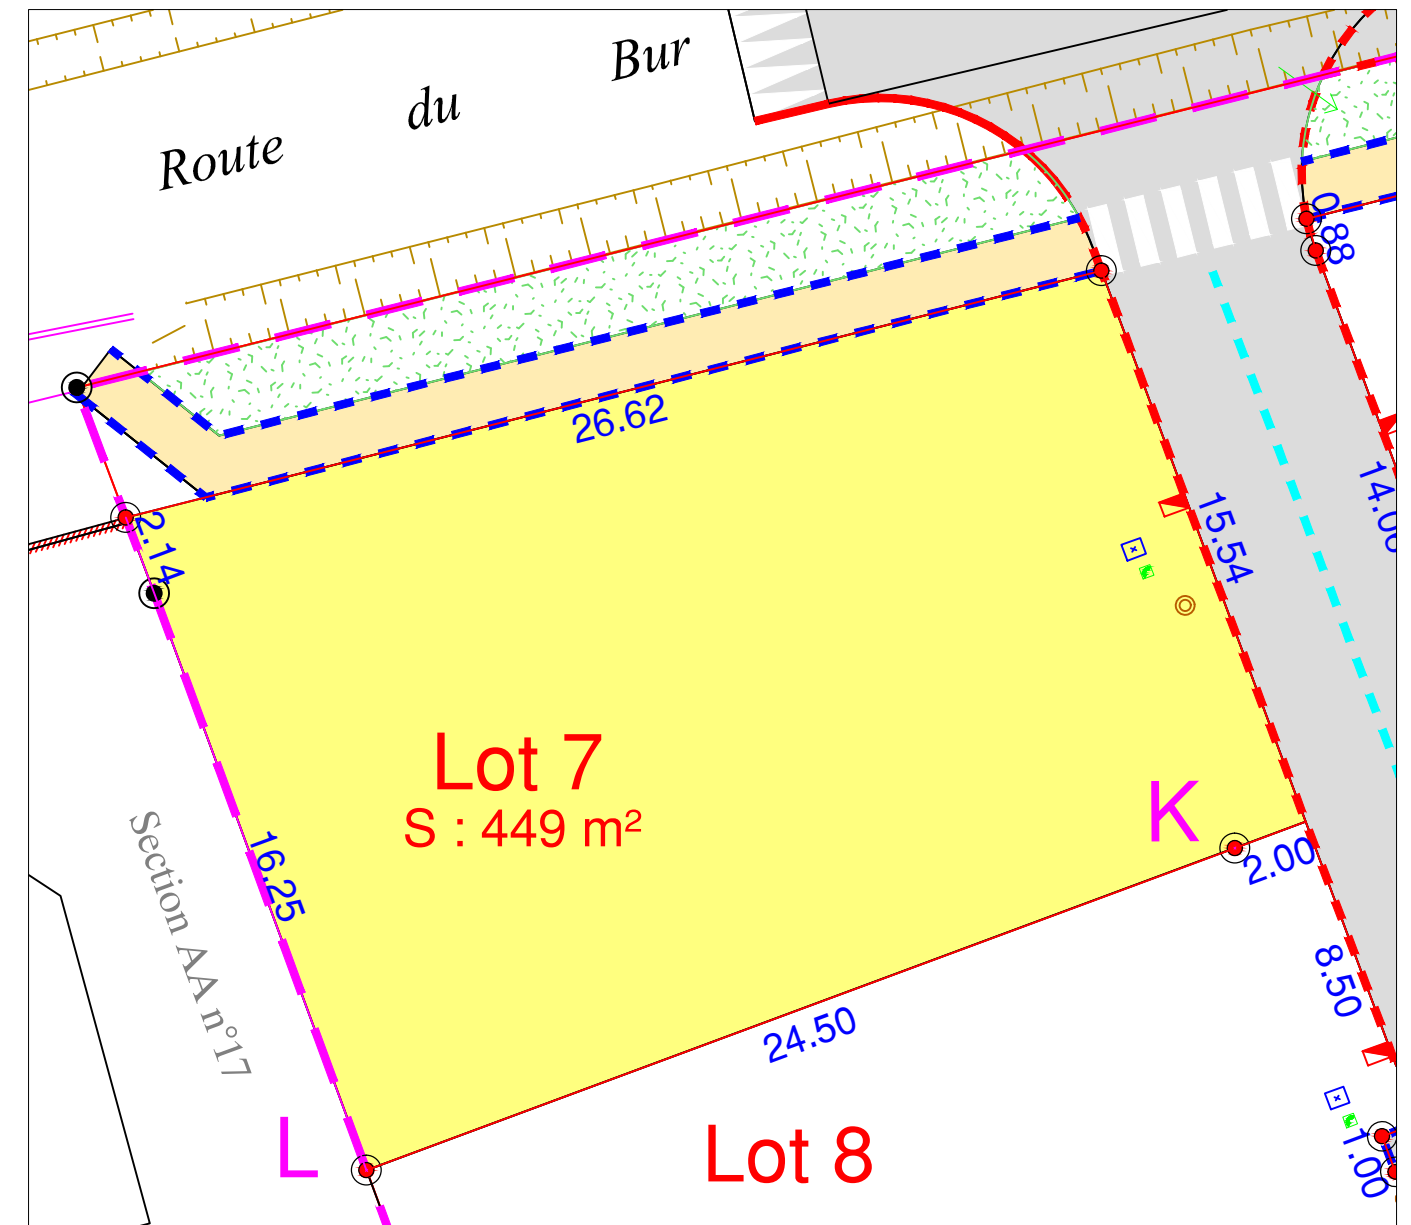 Route du Bur
0.88
26.62
2.14
15.54
14.06
Lot 7
S : 449 m²
K
16.25
2.00
Section AA n°17
8.50
24.50
L
Lot 8
1.00